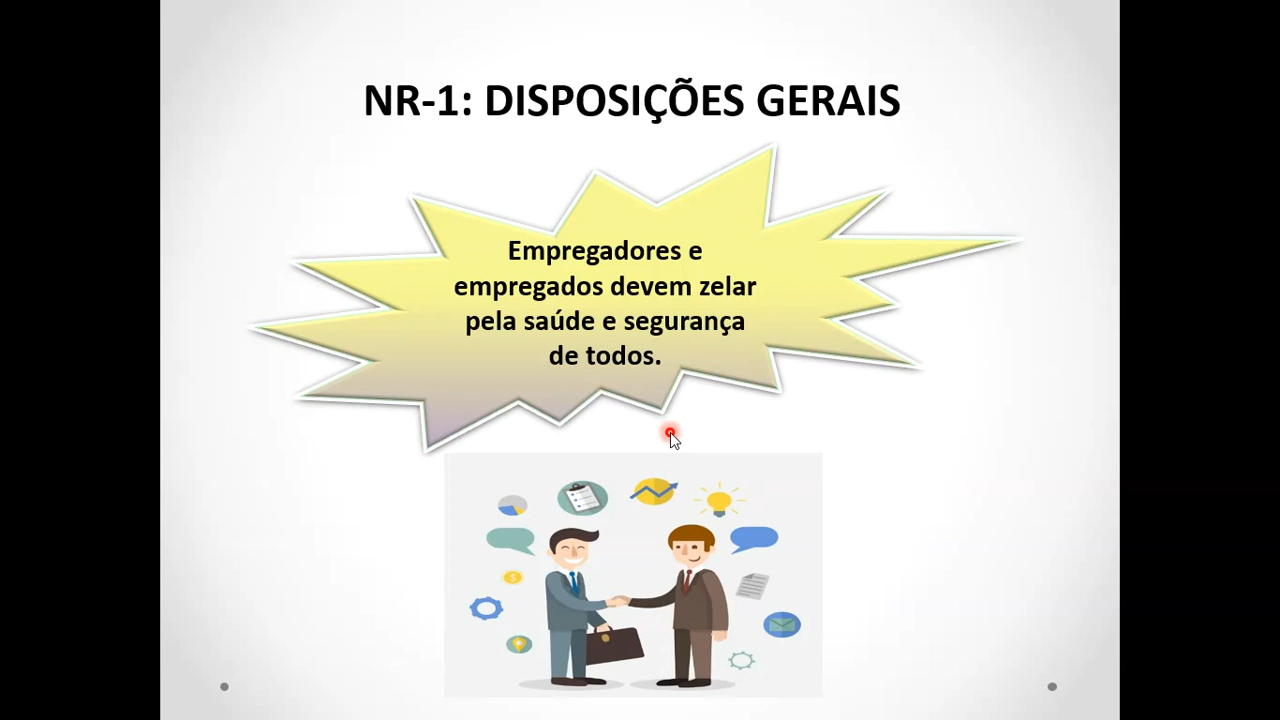 NR-1: DISPOSIÇÕES GERAIS
Empregadores e
empregados devem zelar
pela saúde e segurança
de todos.